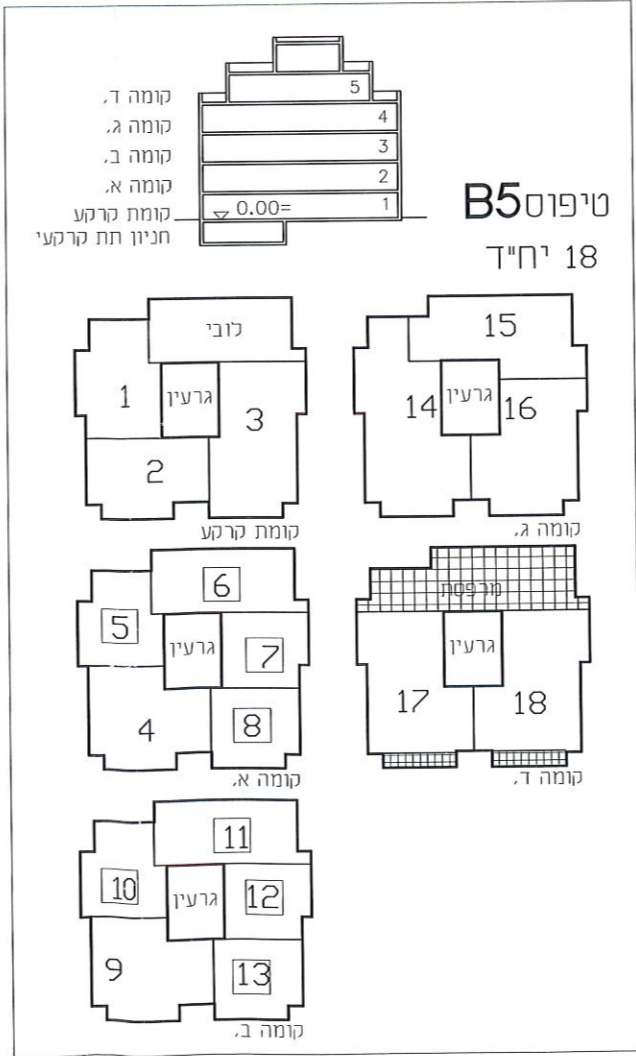 5
קומה ד.
4
קומה ג.
3
קומה ב.
2
קומה א.
1
0.00=
קומת קרקע
חניון תת קרקעי
טיפוס B5
18 יח"ד
לובי
1
גרעין
3
2
קומת קרקע
15
14
גרעין
16
קומה ג.
6
5
גרעין
7
4
8
קומה א.
מרפסת
גרעין
17
18
קומה ד.
11
10
גרעין
12
9
13
קומה ב.